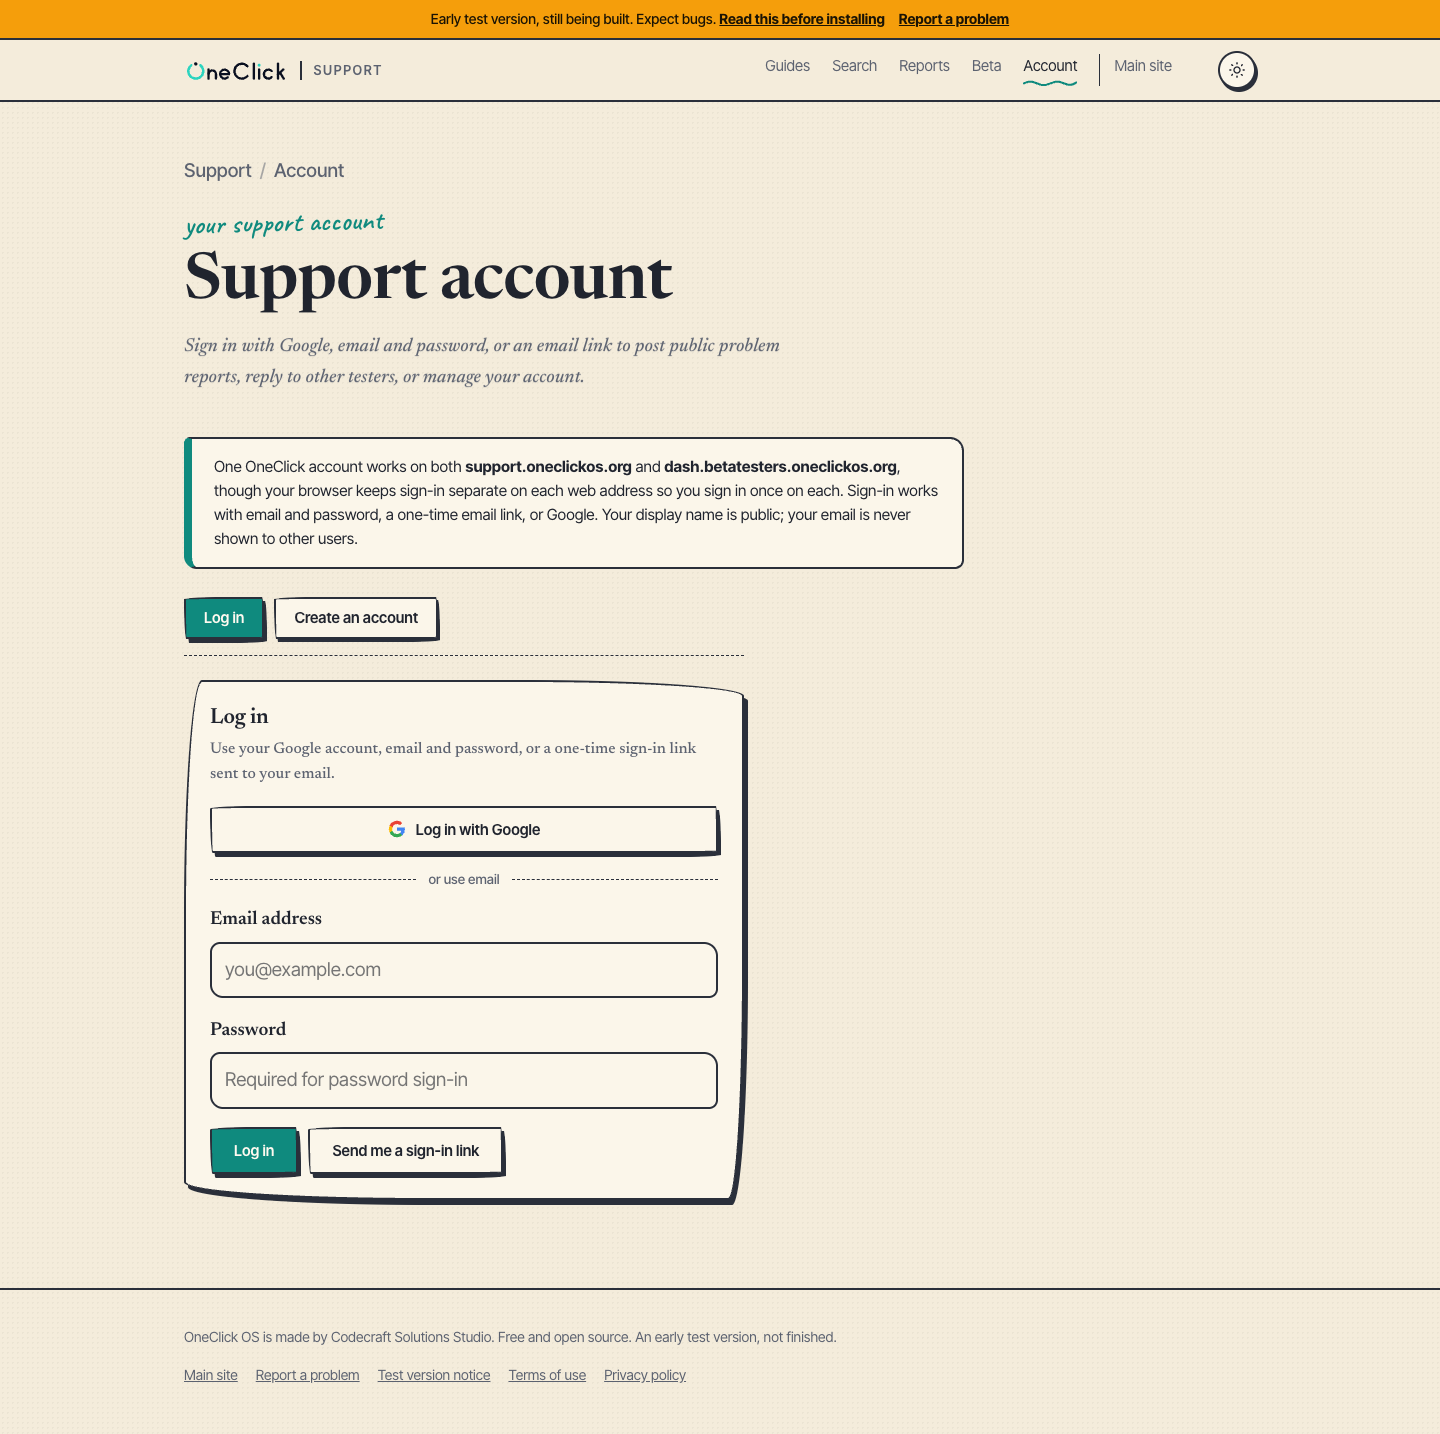 Early test version, still being built. Expect bugs. Read this before installing Report a problem
OneClick | SUPPORT
Guides Search Reports Beta Account Main site
Support / Account
your support account
Support account
Sign in with Google, email and password, or an email link to post public problem
reports, reply to other testers, or manage your account.
One OneClick account works on both support.oneclickos.org and dash.betatesters.oneclickos.org,
though your browser keeps sign-in separate on each web address so you sign in once on each. Sign-in works
with email and password, a one-time email link, or Google. Your display name is public; your email is never
shown to other users.
Log in Create an account
Log in
Use your Google account, email and password, or a one-time sign-in link
sent to your email.
Log in with Google
or use email
Email address
you@example.com
Password
Required for password sign-in
Log in Send me a sign-in link
OneClick OS is made by Codecraft Solutions Studio. Free and open source. An early test version, not finished.
Main site Report a problem Test version notice Terms of use Privacy policy